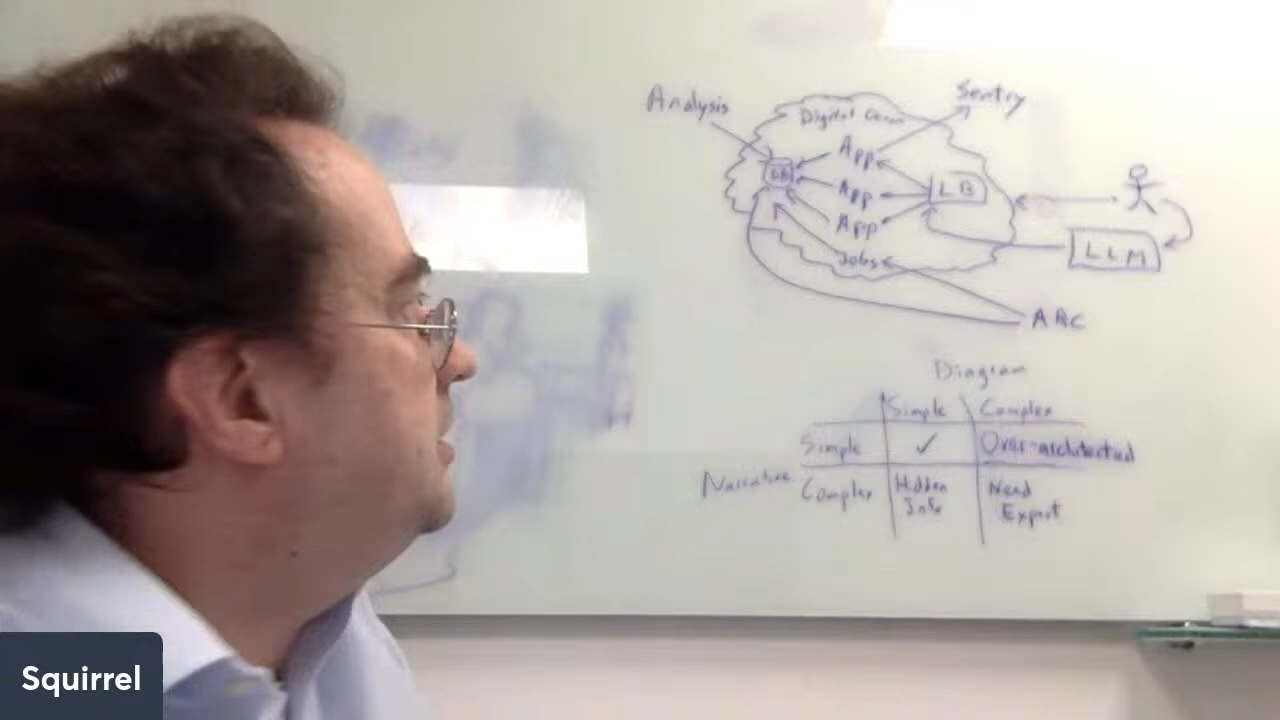 Analysis
Sentry
Digital Ocean
App
DB
App
LB
App
Jobs
LLM
AAC
Diagram
Simple Complex
Simple ✓ Over-architected
Narrative Complex Hidden Info Need Expert
Squirrel